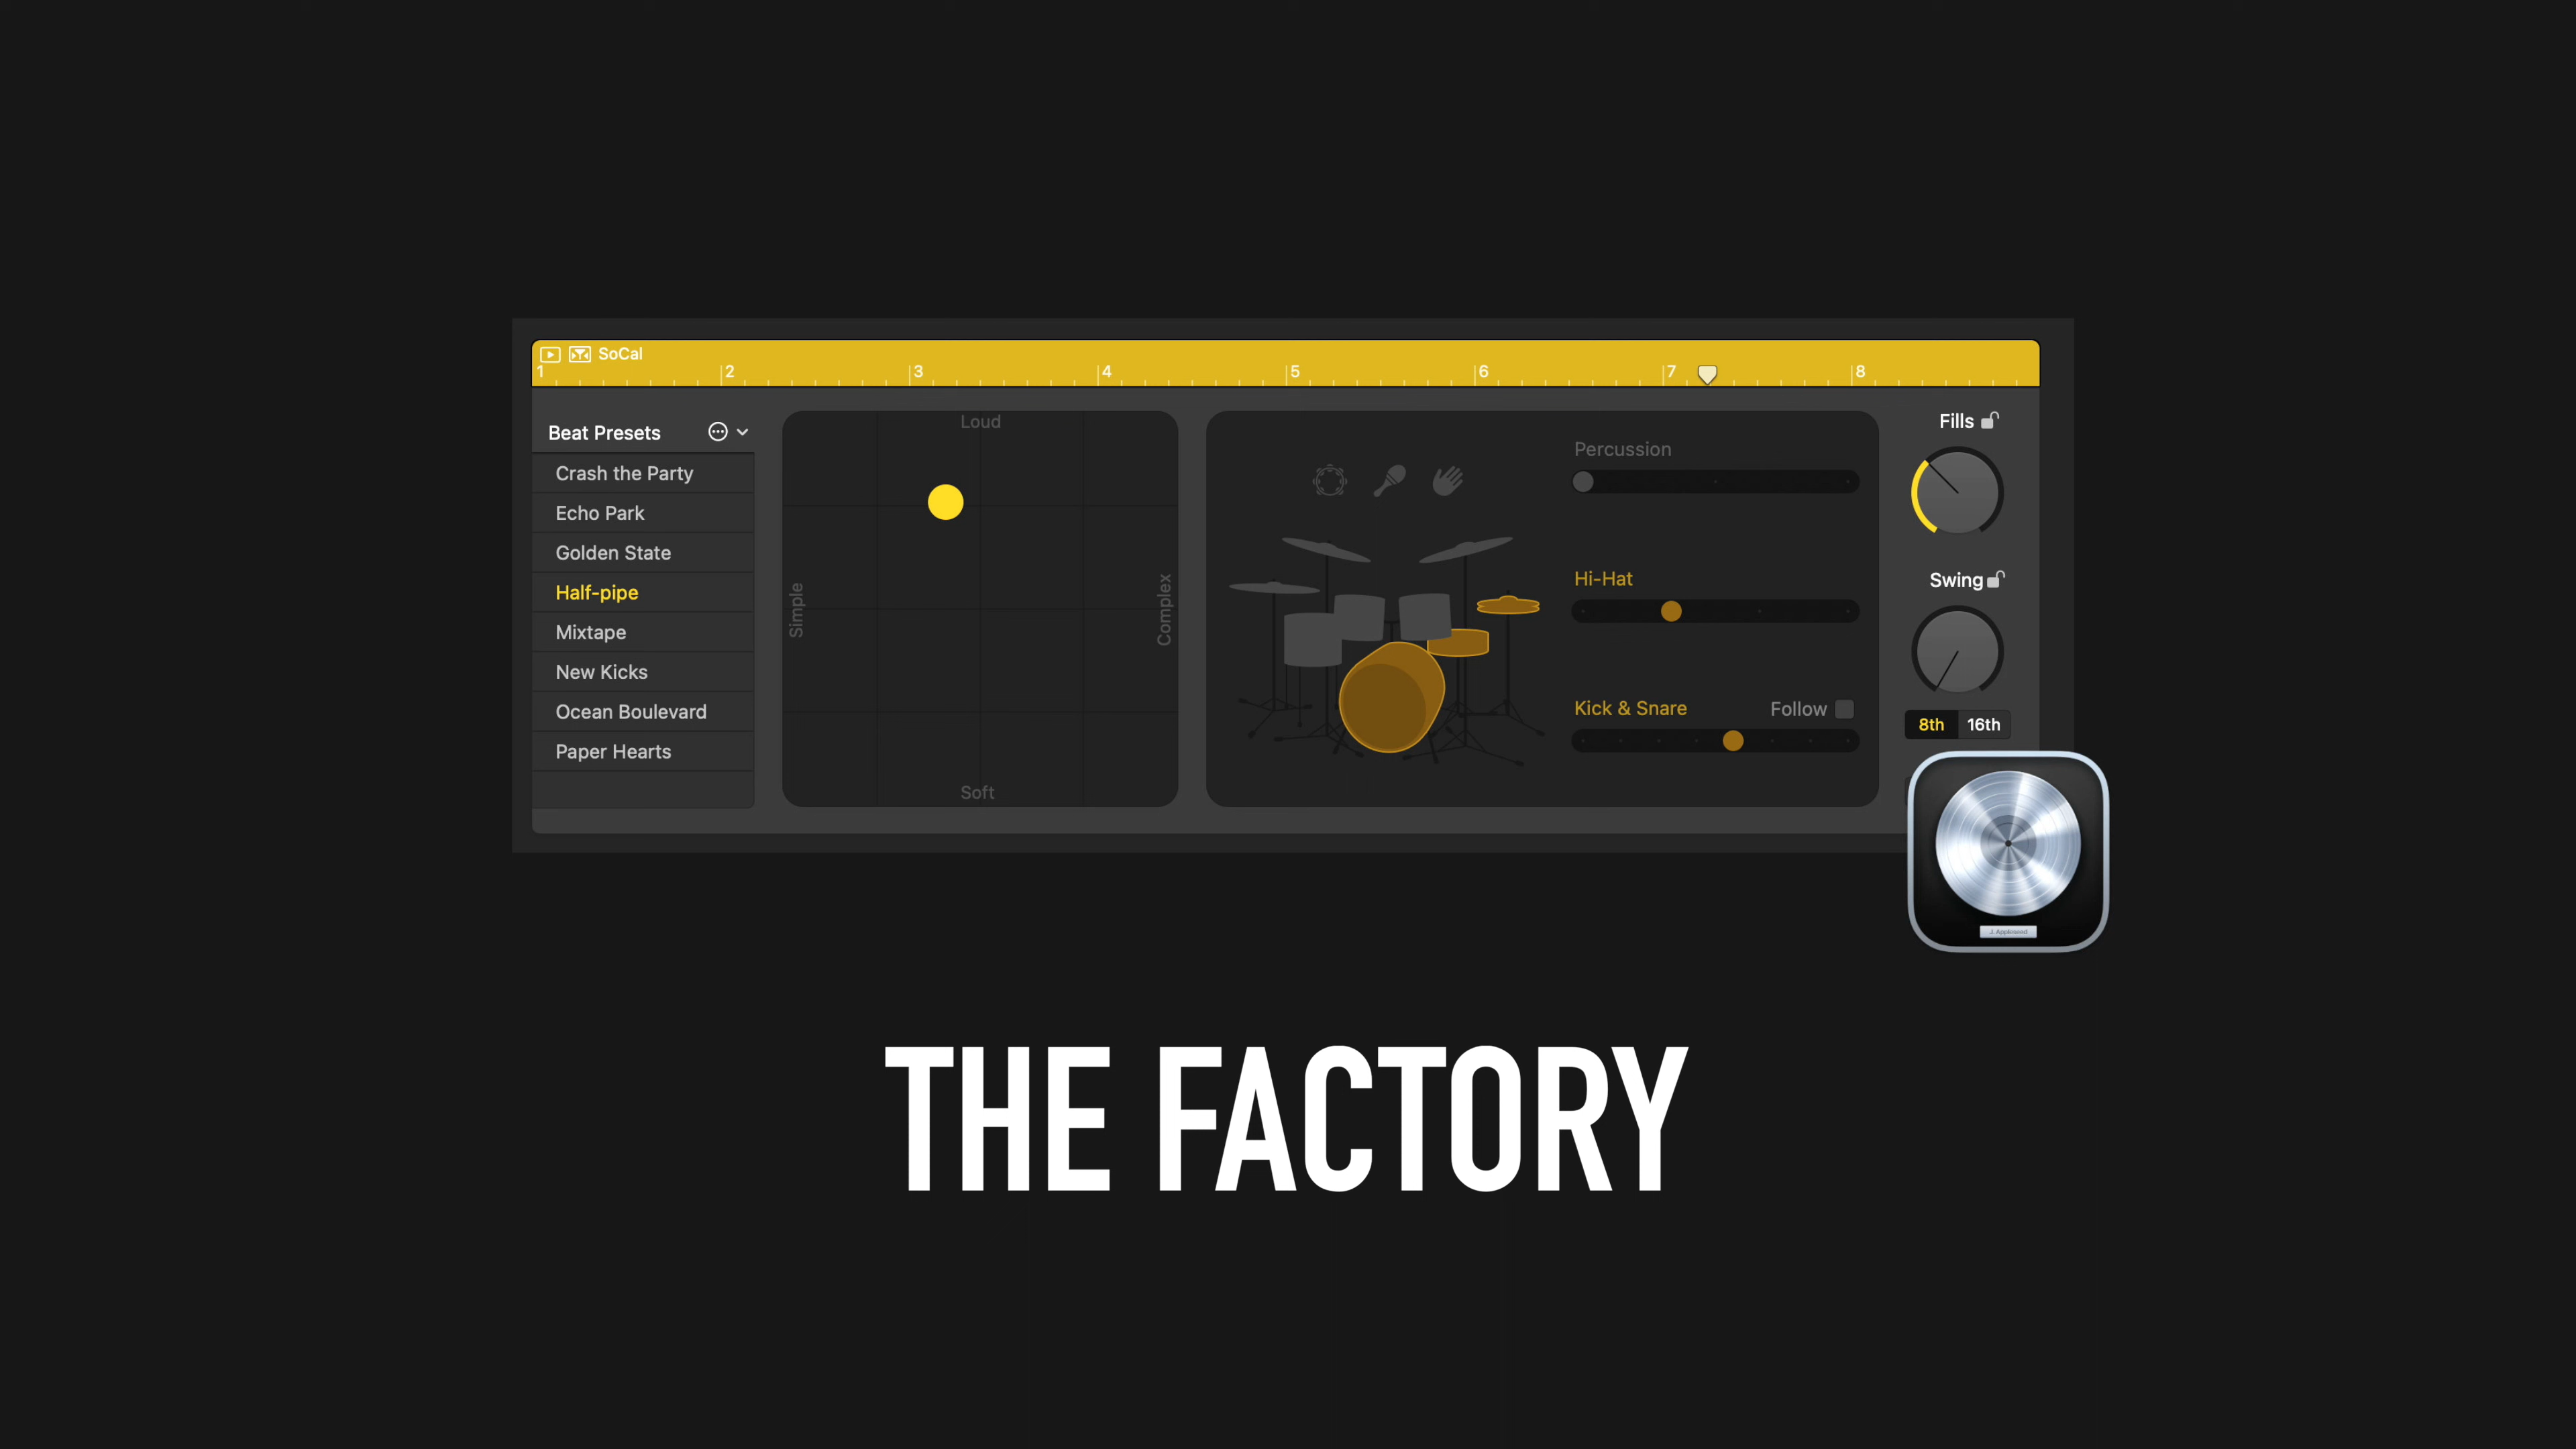 SoCal
1 2 3 4 5 6 7 8
Beat Presets
Crash the Party
Echo Park
Golden State
Half-pipe
Mixtape
New Kicks
Ocean Boulevard
Paper Hearts
Loud
Simple
Complex
Soft
Percussion
Hi-Hat
Kick & Snare Follow
Fills
Swing
8th 16th
J. Appleseed
THE FACTORY